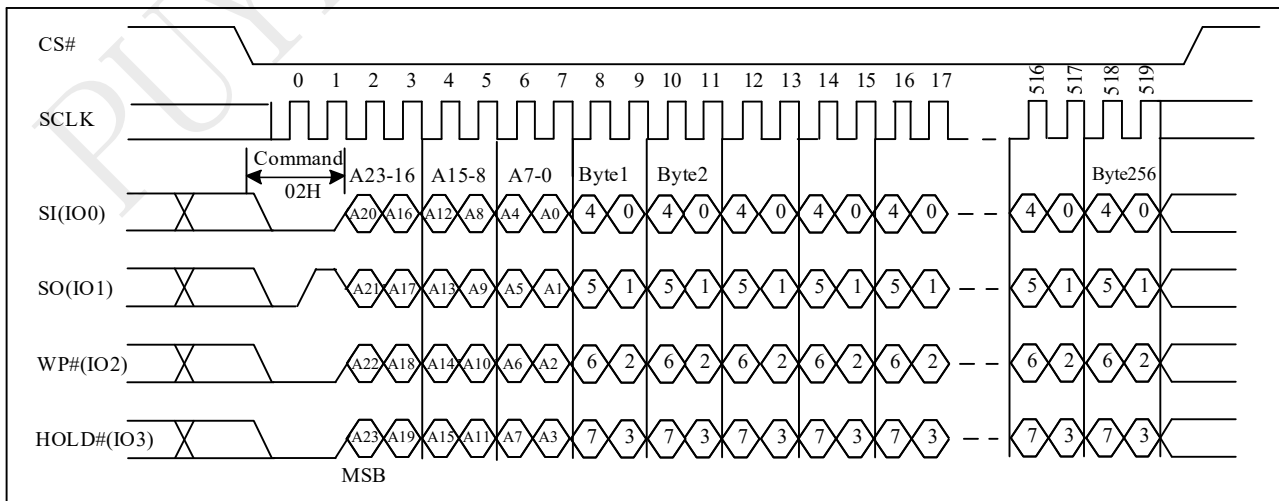 PUY
CS#
0 1 2 3 4 5 6 7 8 9 10 11 12 13 14 15 16 17 516 517 518 519
SCLK
Command
02H
A23-16 A15-8 A7-0 Byte1 Byte2 Byte256
SI(IO0) A20 A16 A12 A8 A4 A0 4 0 4 0 4 0 4 0 4 0 4 0 4 0
SO(IO1) A21 A17 A13 A9 A5 A1 5 1 5 1 5 1 5 1 5 1 5 1 5 1
WP#(IO2) A22 A18 A14 A10 A6 A2 6 2 6 2 6 2 6 2 6 2 6 2 6 2
HOLD#(IO3) A23 A19 A15 A11 A7 A3 7 3 7 3 7 3 7 3 7 3 7 3 7 3
MSB